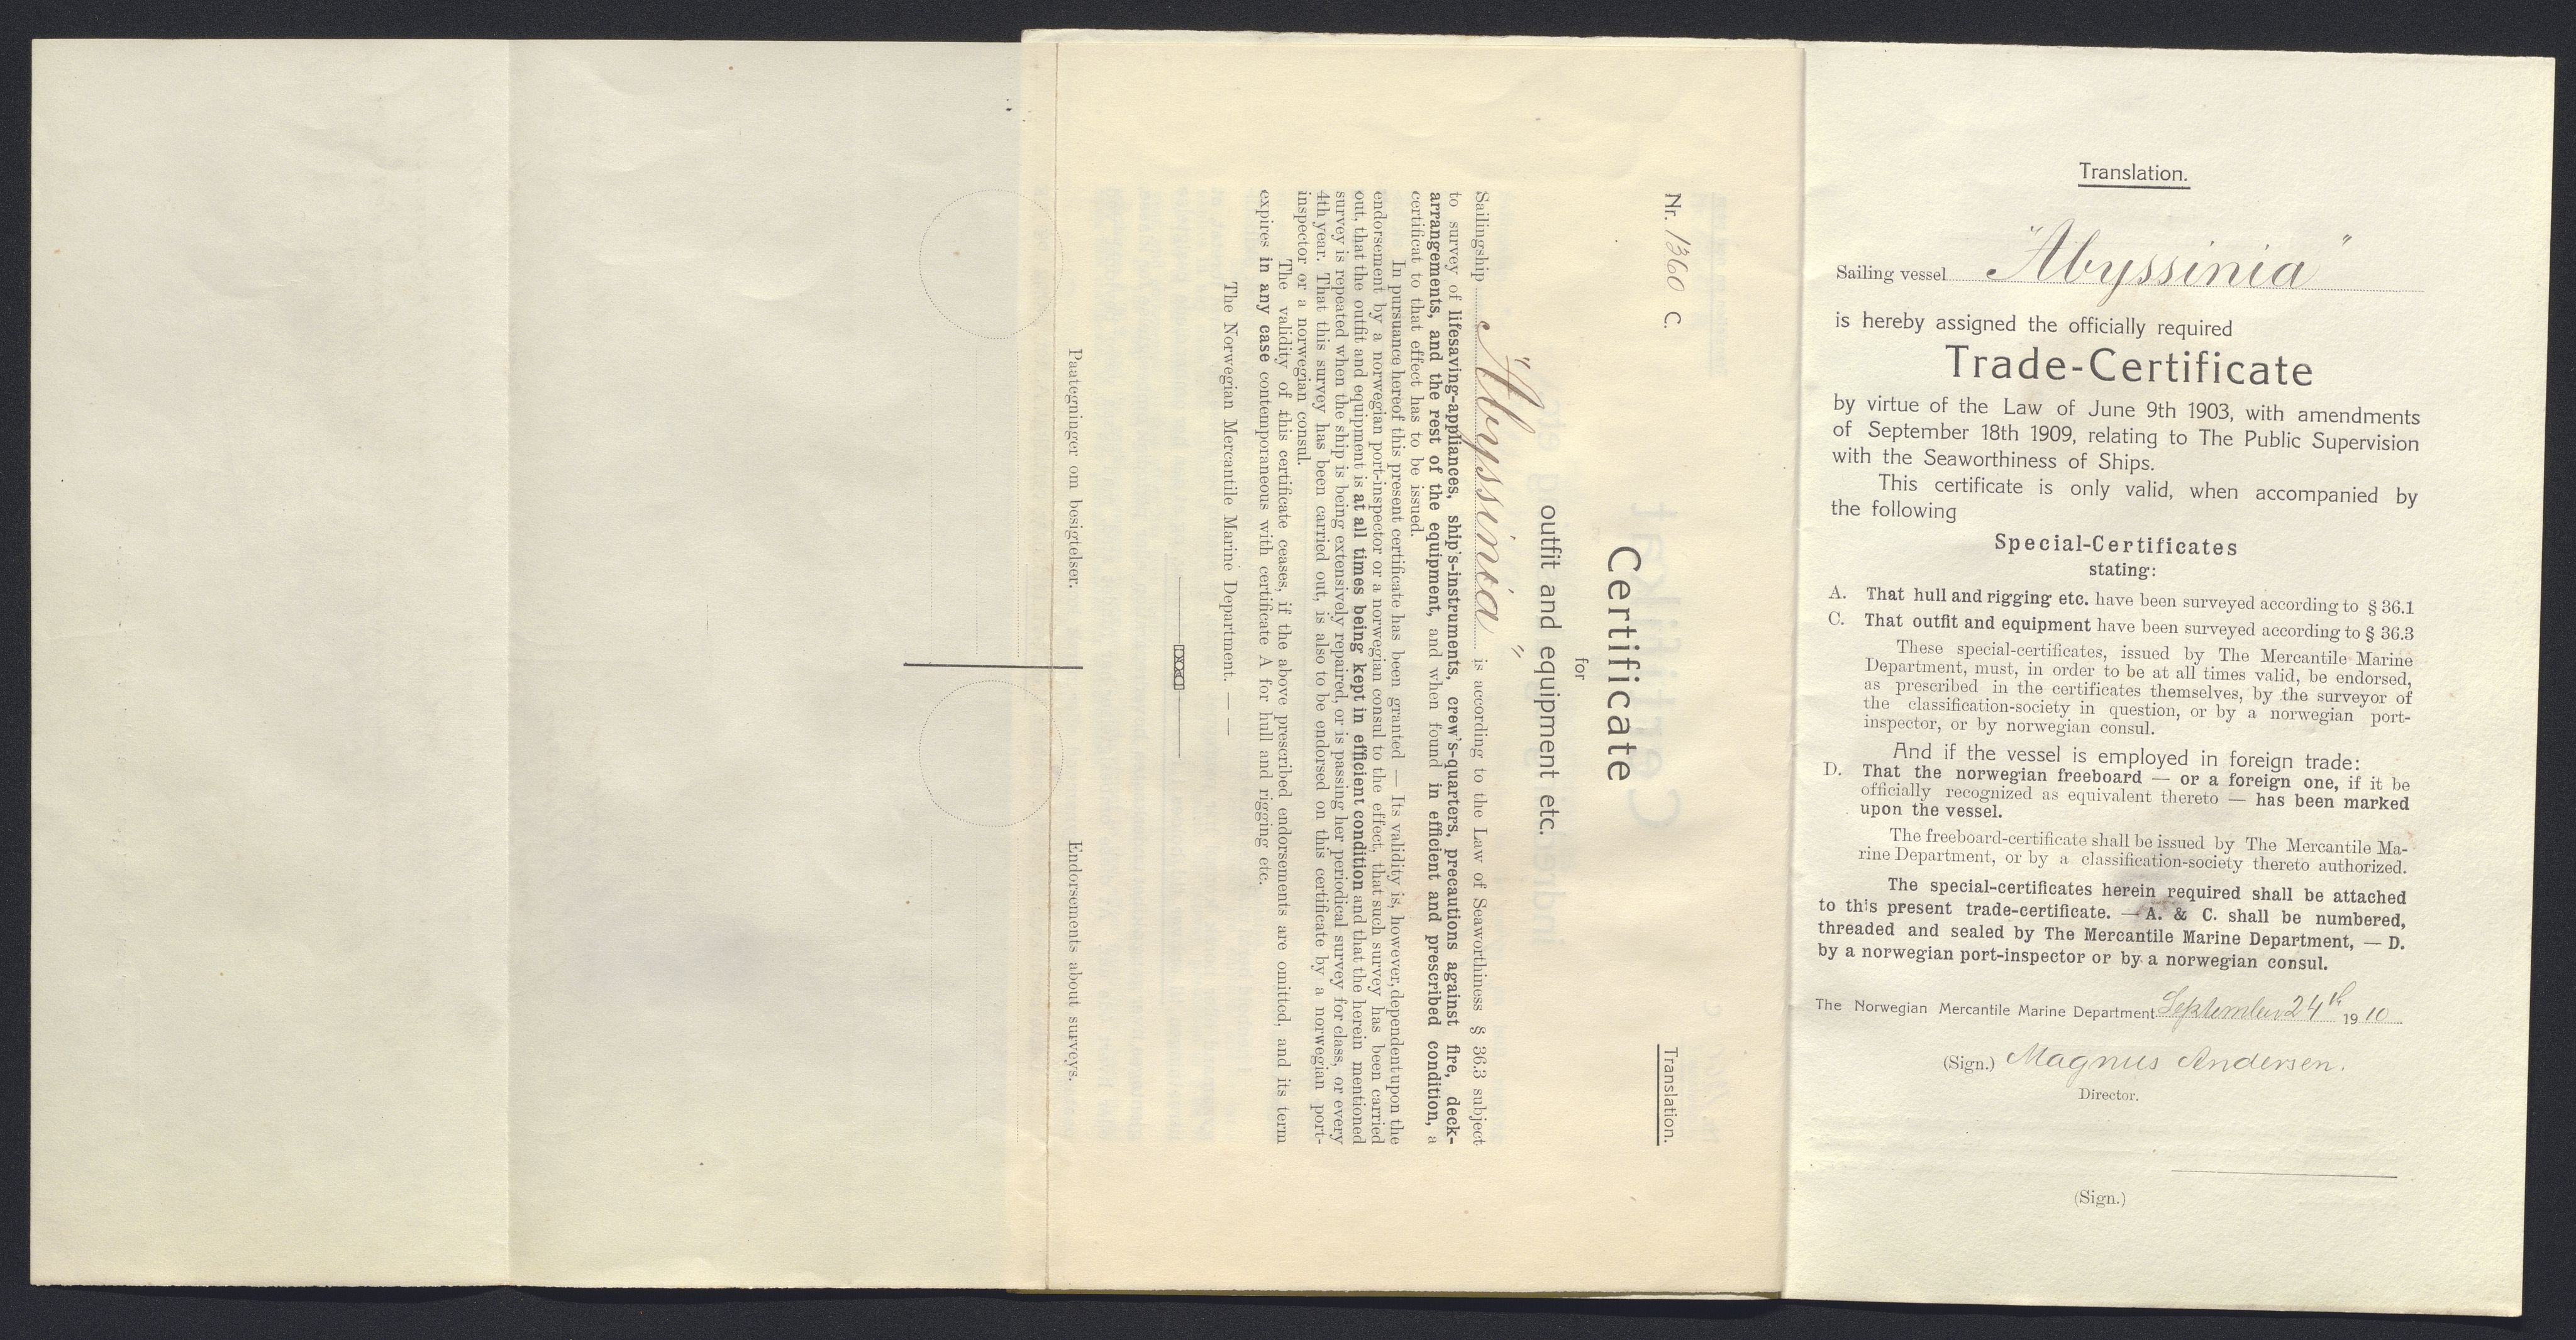 Translation.
Sailing vessel "Abyssinia"
is hereby assigned the officially required
Trade-Certificate
by virtue of the Law of June 9th 1903, with amendments
of September 18th 1909, relating to The Public Supervision
with the Seaworthiness of Ships.
This certificate is only valid, when accompanied by
the following
Special-Certificates
stating:
A. That hull and rigging etc. have been surveyed according to § 36.1
C. That outfit and equipment have been surveyed according to § 36.3
These special-certificates, issued by The Mercantile Marine
Department, must, in order to be at all times valid, be endorsed,
as prescribed in the certificates themselves, by the surveyor of
the classification-society in question, or by a norwegian port-
inspector, or by norwegian consul.
And if the vessel is employed in foreign trade:
D. That the norwegian freeboard — or a foreign one, if it be
officially recognized as equivalent thereto — has been marked
upon the vessel.
The freeboard-certificate shall be issued by The Mercantile Ma-
rine Department, or by a classification-society thereto authorized.
The special-certificates herein required shall be attached
to this present trade-certificate. — A. & C. shall be numbered,
threaded and sealed by The Mercantile Marine Department, — D.
by a norwegian port-inspector or by a norwegian consul.
The Norwegian Mercantile Marine Department September 24th 1910
(Sign.) Magnus Andersen.
Director.
(Sign.)
Nr. 1360 C.
Translation.
Certificate
for
outfit and equipment etc.
Sailingship "Abyssinia" is according to the Law of Seaworthiness § 36.3 subject
to survey of lifesaving-appliances, ship's-instruments, crew's-quarters, precautions against fire, deck-
arrangements, and the rest of the equipment, and when found in efficient and prescribed condition, a
certificat to that effect has to be issued.
In pursuance hereof this present certificate has been granted — Its validity is, however, dependent upon the
endorsement by a norwegian port-inspector or a norwegian consul to the effect, that such survey has been carried
out, that the outfit and equipment is at all times being kept in efficient condition and that the herein mentioned
survey is repeated when the ship is being extensively repaired, or is passing her periodical survey for class, or every
4th year. That this survey has been carried out, is also to be endorsed on this certificate by a norwegian port-
inspector or a norwegian consul.
The validity of this certificate ceases, if the above prescribed endorsements are omitted, and its term
expires in any case contemporaneous with certificate A for hull and rigging etc.
The Norwegian Mercantile Marine Department. — —
Paategninger om besigtelser.
Endorsements about surveys.